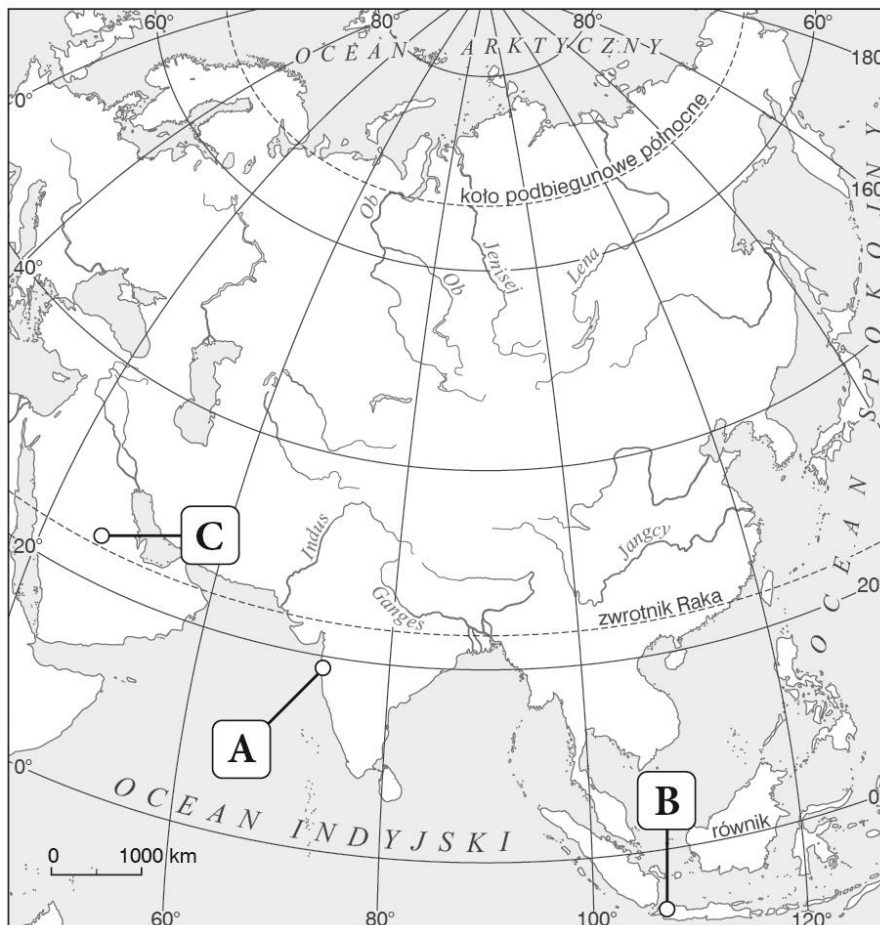 60°
80°
80°
60°
OCEAN ARKTYCZNY
180°
koło podbiegunowe północne
Ob
Jenisej
Lena
Ob
160°
40°
OCEAN SPOKOJNY
C
20°
Indus
Ganges
Jangcy
zwrotnik Raka
20
A
B
0°
OCEAN INDYJSKI
równik
0
0 1000 km
60°
80°
100°
120°